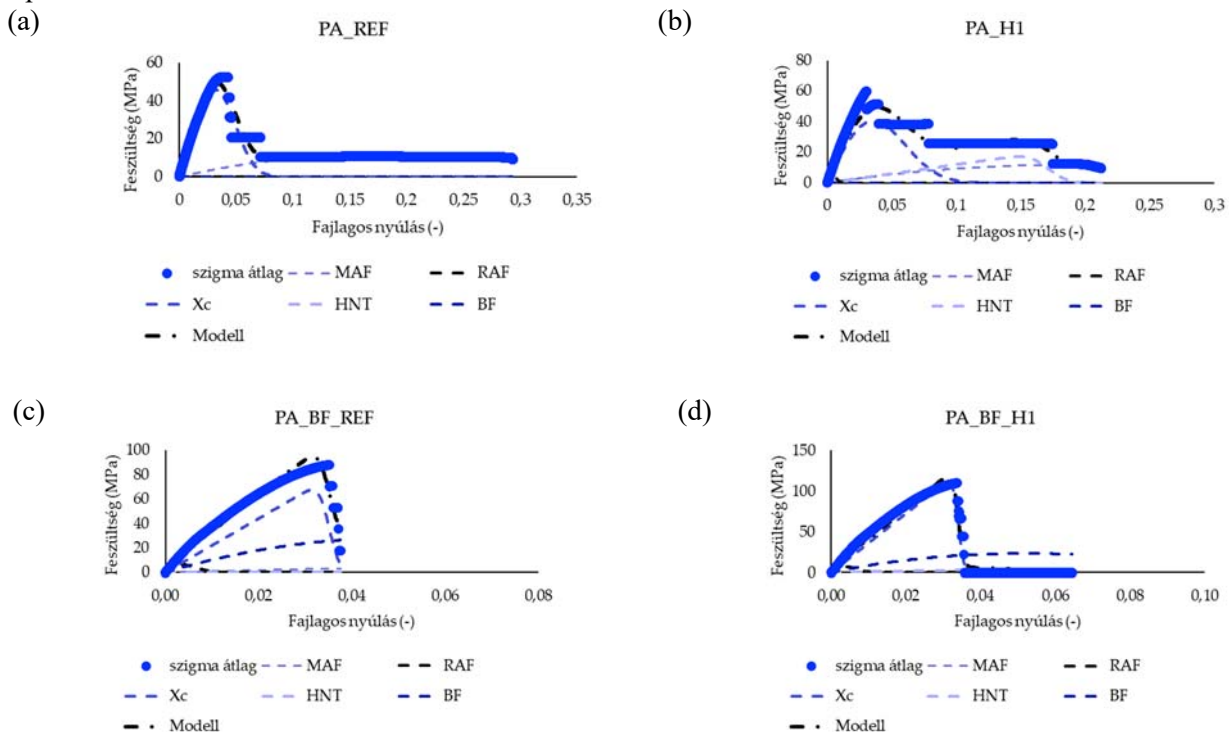 (a)
PA_REF
Feszültség (MPa)
60
40
20
0
0 0,05 0,1 0,15 0,2 0,25 0,3 0,35
Fajlagos nyúlás (-)
szigma átlag MAF RAF
Xc HNT BF
Modell
(b)
PA_H1
Feszültség (MPa)
80
60
40
20
0
0 0,05 0,1 0,15 0,2 0,25 0,3
Fajlagos nyúlás (-)
szigma átlag MAF RAF
Xc HNT BF
Modell
(c)
PA_BF_REF
Feszültség (MPa)
100
80
60
40
20
0
0,00 0,02 0,04 0,06 0,08
Fajlagos nyúlás (-)
szigma átlag MAF RAF
Xc HNT BF
Modell
(d)
PA_BF_H1
Feszültség (MPa)
150
100
50
0
0,00 0,02 0,04 0,06 0,08 0,10
Fajlagos nyúlás (-)
szigma átlag MAF RAF
Xc HNT BF
Modell